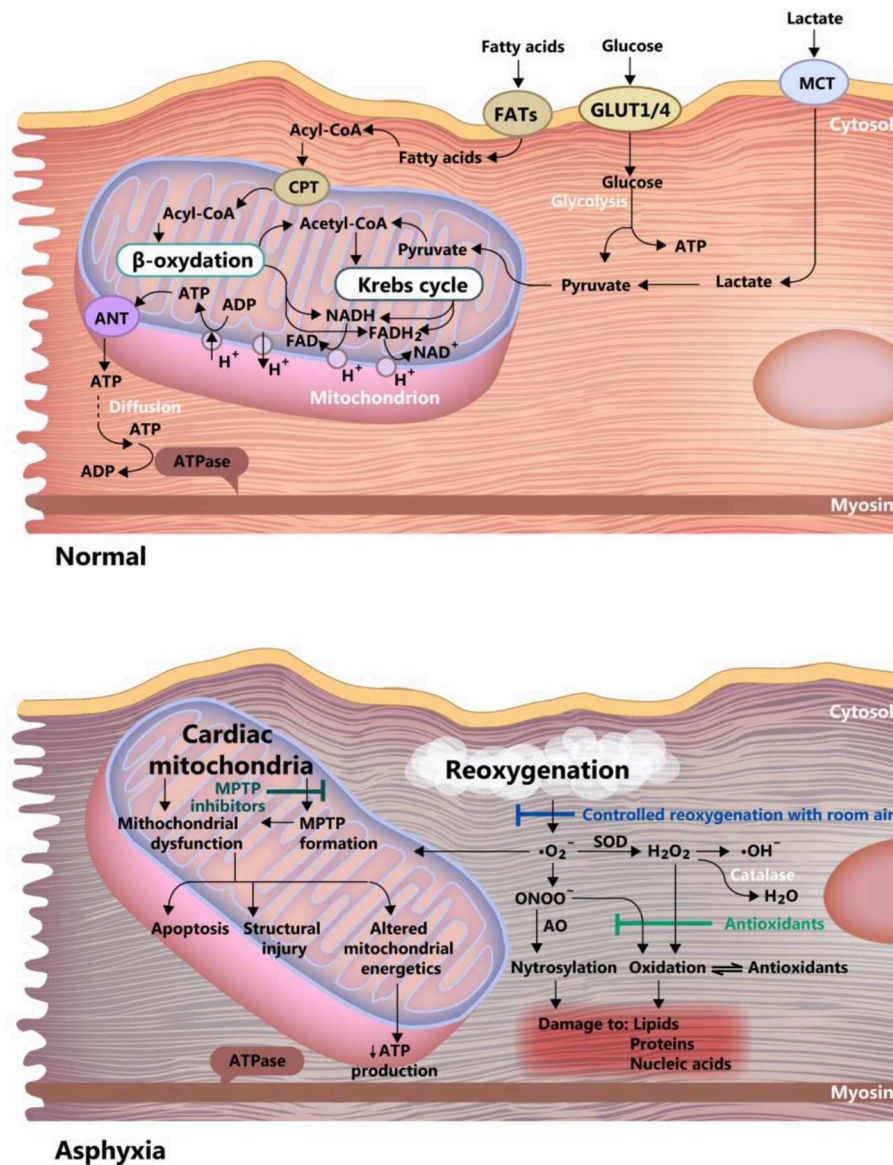 Lactate
Fatty acids
Glucose
MCT
FATs
GLUT1/4
Cytosol
Acyl-CoA
Fatty acids
CPT
Glucose
Glycolysis
Acyl-CoA
Acetyl-CoA
Pyruvate
ATP
β-oxydation
Krebs cycle
Pyruvate
Lactate
ATP
ADP
ANT
NADH
FAD
FADH₂
NAD⁺
H⁺
H⁺
H⁺
H⁺
ATP
Mitochondrion
Diffusion
ATP
ADP
ATPase
Myosin
Normal
Cytosol
Cardiac
mitochondria
Reoxygenation
MPTP
inhibitors
Controlled reoxygenation with room air
Mithochondrial
dysfunction
MPTP
formation
•O₂⁻
SOD
H₂O₂
•OH⁻
Catalase
H₂O
ONOO⁻
Apoptosis
Structural
injury
Altered
mitochondrial
energetics
AO
Antioxidants
Nytrosylation
Oxidation
Antioxidants
Damage to: Lipids
Proteins
Nucleic acids
↓ATP
production
ATPase
Myosin
Asphyxia